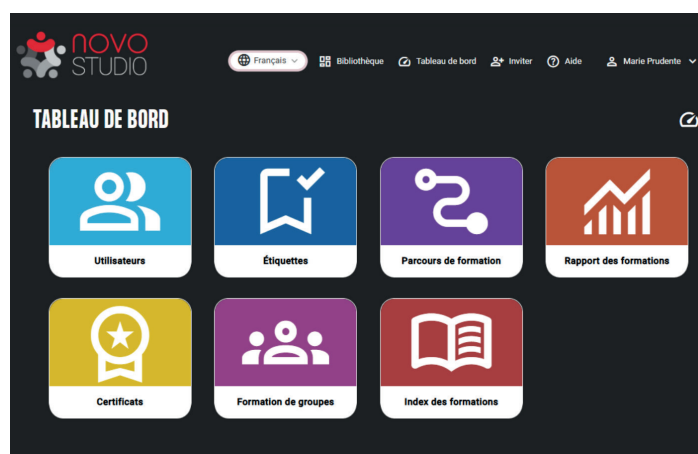 NOVO
STUDIO
Français
Bibliothèque
Tableau de bord
Inviter
Aide
Marie Prudente
TABLEAU DE BORD
Utilisateurs
Étiquettes
Parcours de formation
Rapport des formations
Certificats
Formation de groupes
Index des formations